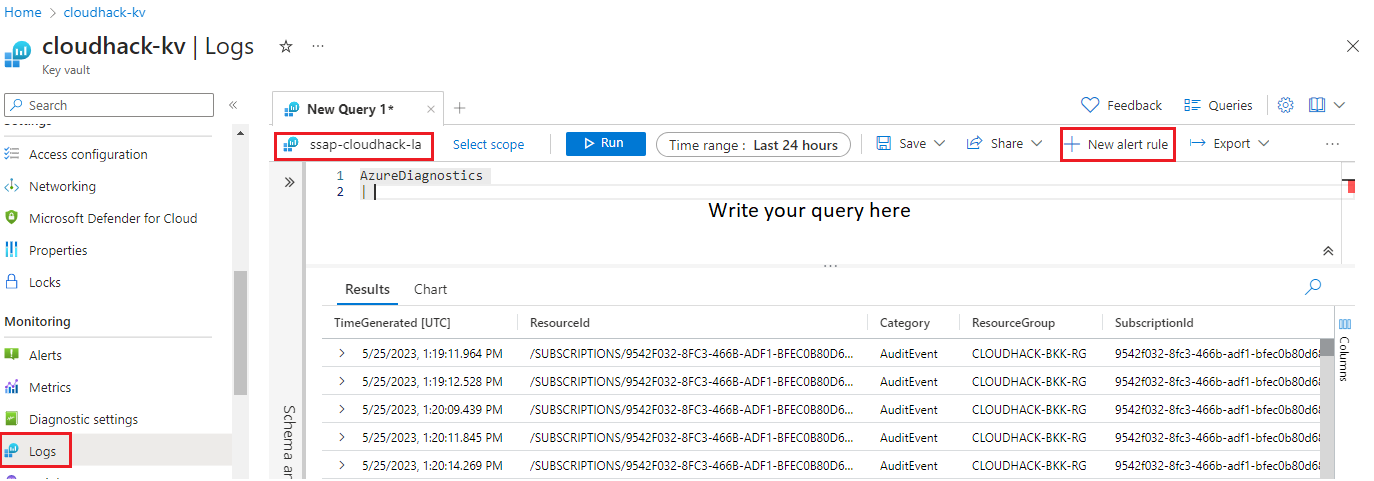 Home > cloudhack-kv
cloudhack-kv | Logs ☆ ...
Key vault
Search «
New Query 1* × +
Feedback Queries
ssap-cloudhack-la Select scope Run Time range : Last 24 hours Save Share + New alert rule Export ...
Access configuration
Networking
Microsoft Defender for Cloud
Properties
Locks
Monitoring
Alerts
Metrics
Diagnostic settings
Logs
»
1 AzureDiagnostics
2 |
Write your query here
...
Results Chart
TimeGenerated [UTC] ResourceId Category ResourceGroup SubscriptionId
> 5/25/2023, 1:19:11.964 PM /SUBSCRIPTIONS/9542F032-8FC3-466B-ADF1-BFEC0B80D6... AuditEvent CLOUDHACK-BKK-RG 9542f032-8fc3-466b-adf1-bfec0b80d68
> 5/25/2023, 1:19:12.528 PM /SUBSCRIPTIONS/9542F032-8FC3-466B-ADF1-BFEC0B80D6... AuditEvent CLOUDHACK-BKK-RG 9542f032-8fc3-466b-adf1-bfec0b80d68
> 5/25/2023, 1:20:09.439 PM /SUBSCRIPTIONS/9542F032-8FC3-466B-ADF1-BFEC0B80D6... AuditEvent CLOUDHACK-BKK-RG 9542f032-8fc3-466b-adf1-bfec0b80d68
> 5/25/2023, 1:20:11.845 PM /SUBSCRIPTIONS/9542F032-8FC3-466B-ADF1-BFEC0B80D6... AuditEvent CLOUDHACK-BKK-RG 9542f032-8fc3-466b-adf1-bfec0b80d68
> 5/25/2023, 1:20:14.269 PM /SUBSCRIPTIONS/9542F032-8FC3-466B-ADF1-BFEC0B80D6... AuditEvent CLOUDHACK-BKK-RG 9542f032-8fc3-466b-adf1-bfec0b80d68
Schema an
Columns